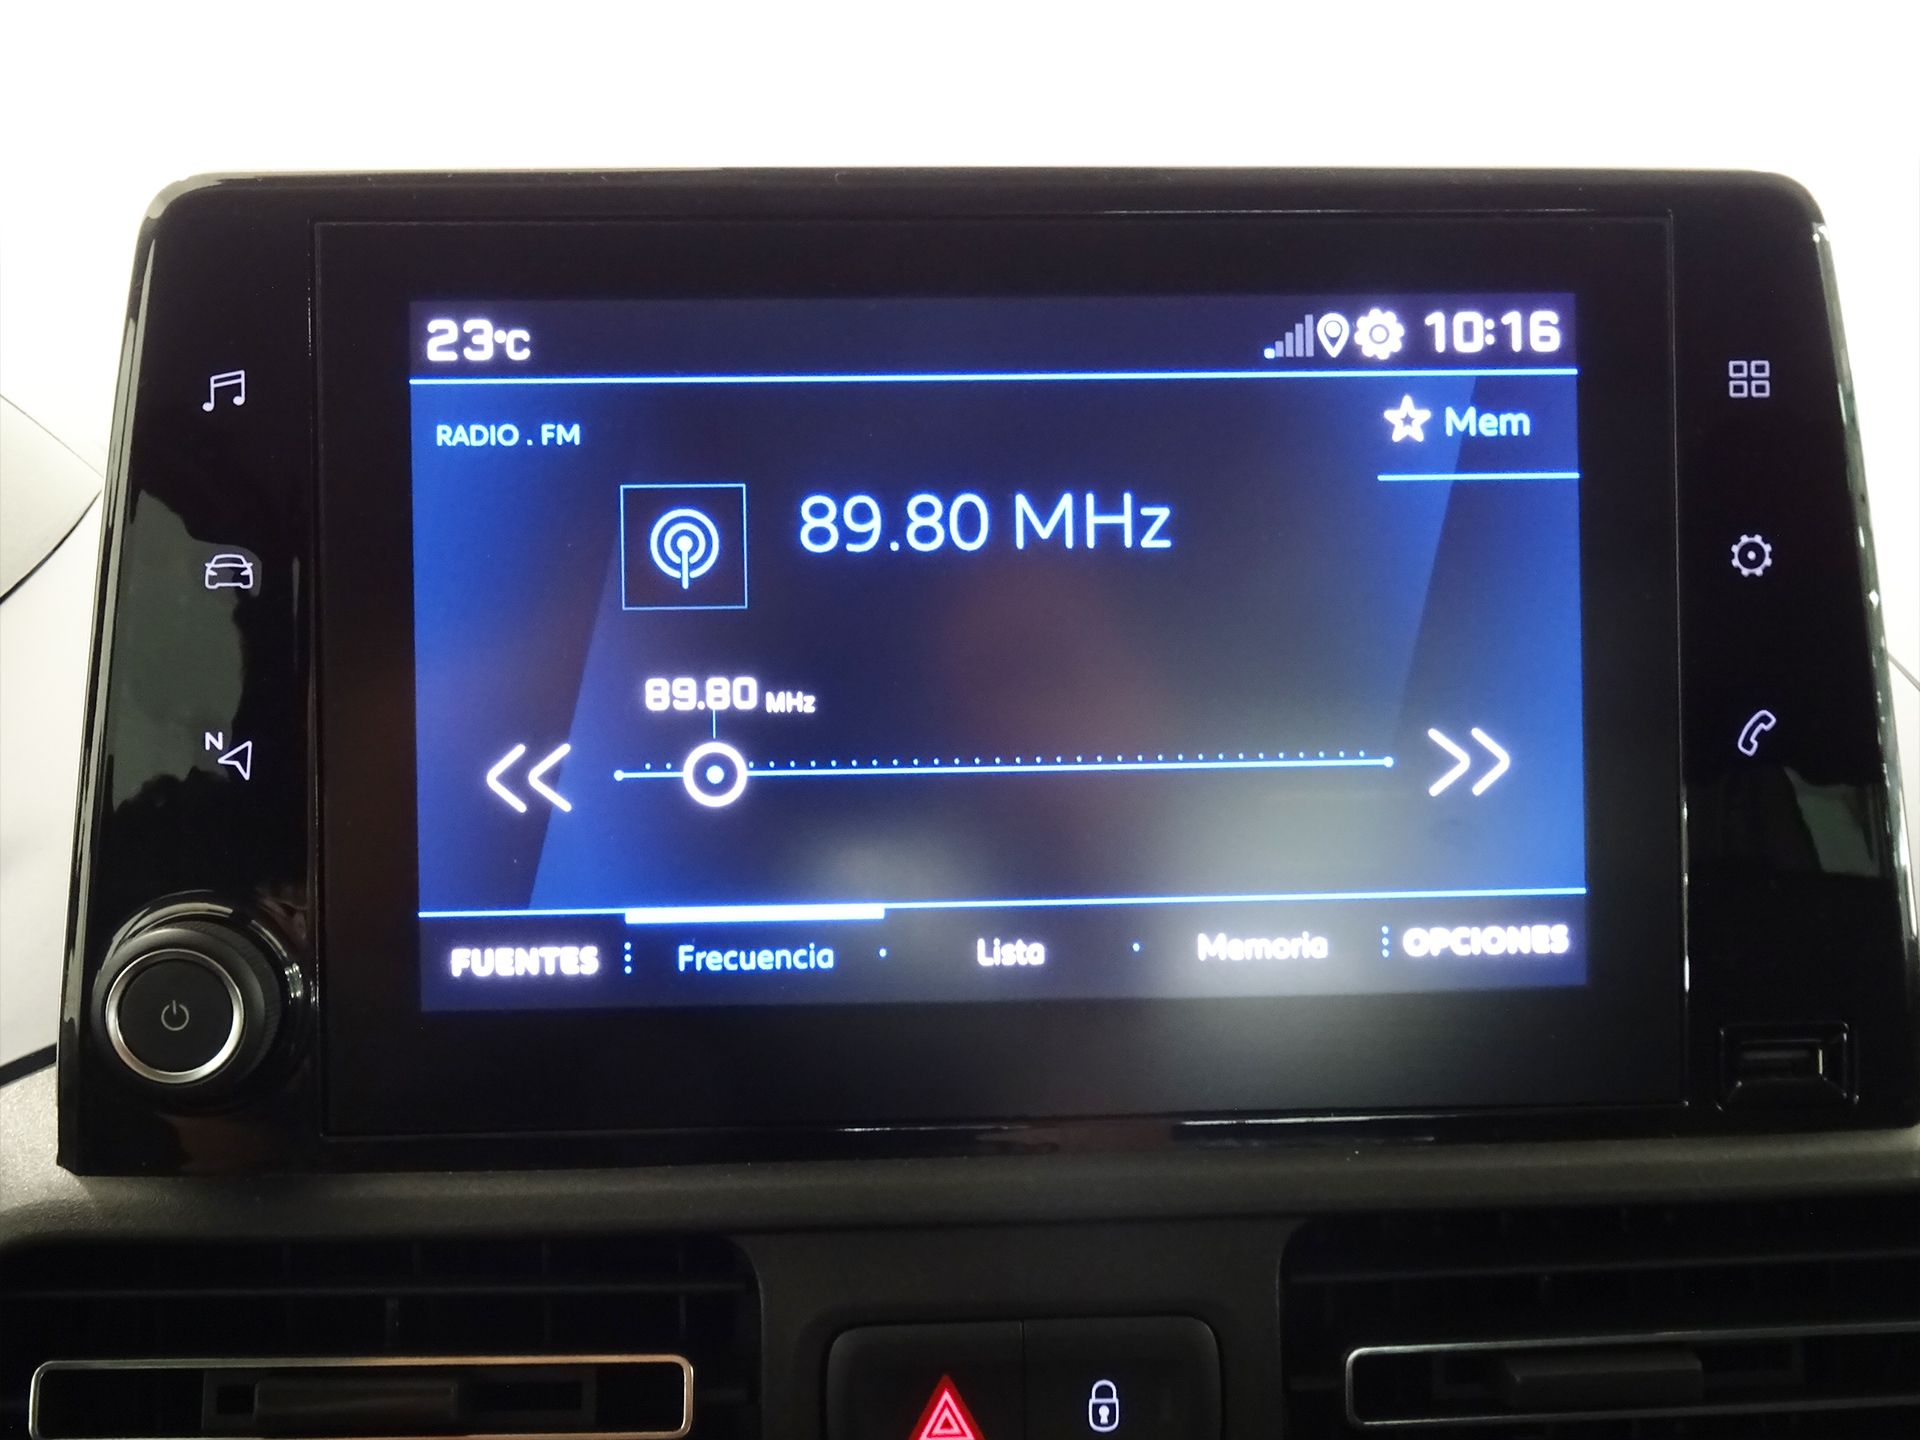 23°C 10:16
RADIO . FM
Mem
89.80 MHz
89.80 MHz
N
FUENTES Frecuencia Lista Memoria OPCIONES